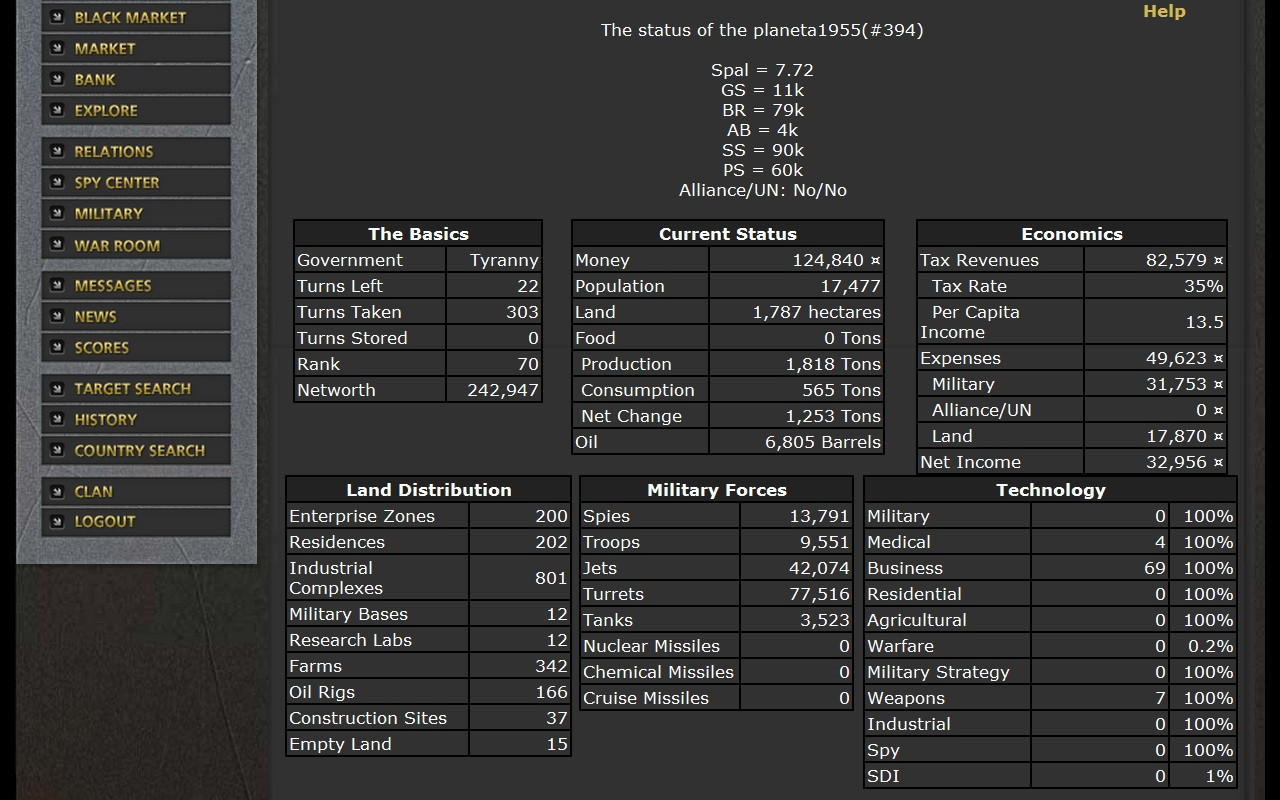 BLACK MARKET
MARKET
BANK
EXPLORE
RELATIONS
SPY CENTER
MILITARY
WAR ROOM
MESSAGES
NEWS
SCORES
TARGET SEARCH
HISTORY
COUNTRY SEARCH
CLAN
LOGOUT
Help
The status of the planeta1955(#394)
Spal = 7.72
GS = 11k
BR = 79k
AB = 4k
SS = 90k
PS = 60k
Alliance/UN: No/No
The Basics
Government Tyranny
Turns Left 22
Turns Taken 303
Turns Stored 0
Rank 70
Networth 242,947
Current Status
Money 124,840 ¤
Population 17,477
Land 1,787 hectares
Food 0 Tons
Production 1,818 Tons
Consumption 565 Tons
Net Change 1,253 Tons
Oil 6,805 Barrels
Economics
Tax Revenues 82,579 ¤
Tax Rate 35%
Per Capita
Income 13.5
Expenses 49,623 ¤
Military 31,753 ¤
Alliance/UN 0 ¤
Land 17,870 ¤
Net Income 32,956 ¤
Land Distribution
Enterprise Zones 200
Residences 202
Industrial
Complexes 801
Military Bases 12
Research Labs 12
Farms 342
Oil Rigs 166
Construction Sites 37
Empty Land 15
Military Forces
Spies 13,791
Troops 9,551
Jets 42,074
Turrets 77,516
Tanks 3,523
Nuclear Missiles 0
Chemical Missiles 0
Cruise Missiles 0
Technology
Military 0 100%
Medical 4 100%
Business 69 100%
Residential 0 100%
Agricultural 0 100%
Warfare 0 0.2%
Military Strategy 0 100%
Weapons 7 100%
Industrial 0 100%
Spy 0 100%
SDI 0 1%